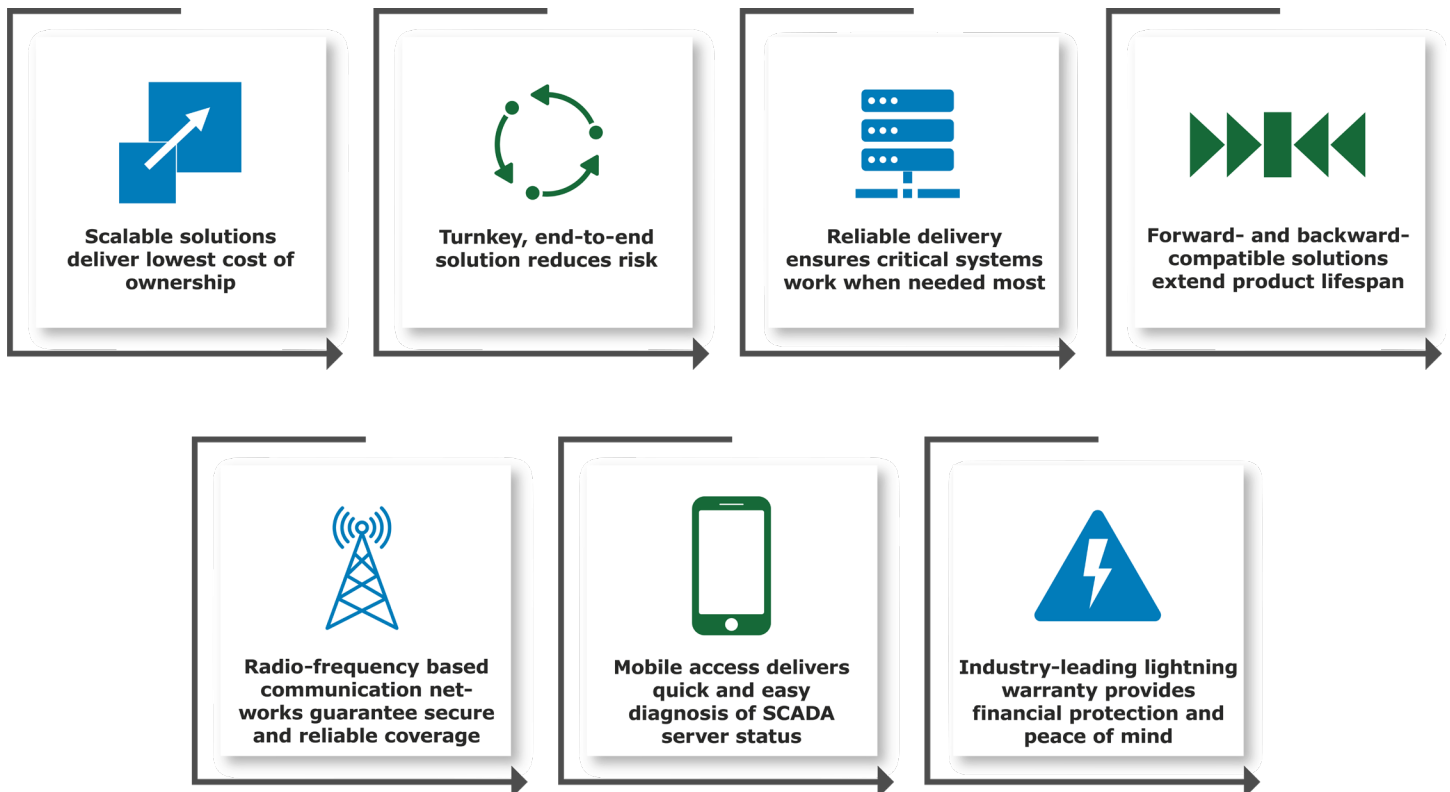 Scalable solutions
deliver lowest cost of
ownership
Turnkey, end-to-end
solution reduces risk
Reliable delivery
ensures critical systems
work when needed most
Forward- and backward-
compatible solutions
extend product lifespan
Radio-frequency based
communication net-
works guarantee secure
and reliable coverage
Mobile access delivers
quick and easy
diagnosis of SCADA
server status
Industry-leading lightning
warranty provides
financial protection and
peace of mind